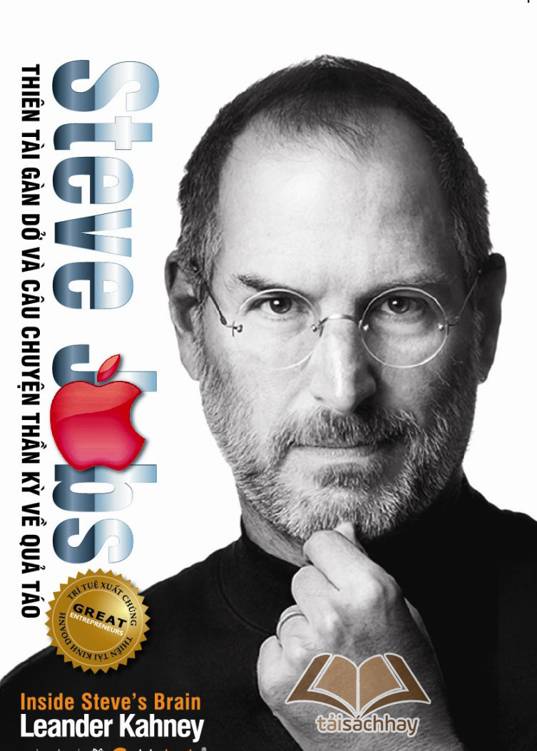 Steve Jobs
THIÊN TÀI GÀN DỞ VÀ CÂU CHUYỆN THẦN KỲ VỀ QUẢ TÁO
TRÍ TUỆ XUẤT CHÚNG
GREAT
ENTREPRENEURS
THIÊN TÀI KINH DOANH
Inside Steve's Brain
Leander Kahney
tảisáchhay